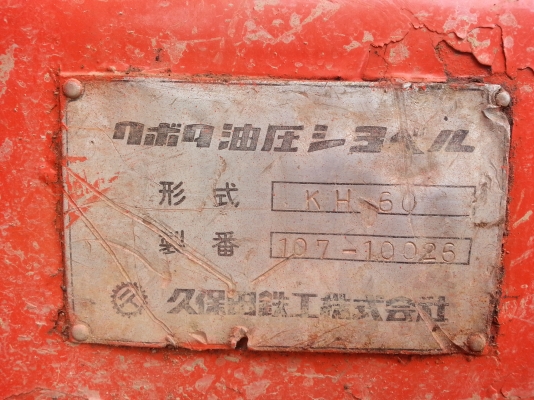 クボタ油圧ショベル
形式 KH 60
製番 107-10026
久保田鉄工株式会社